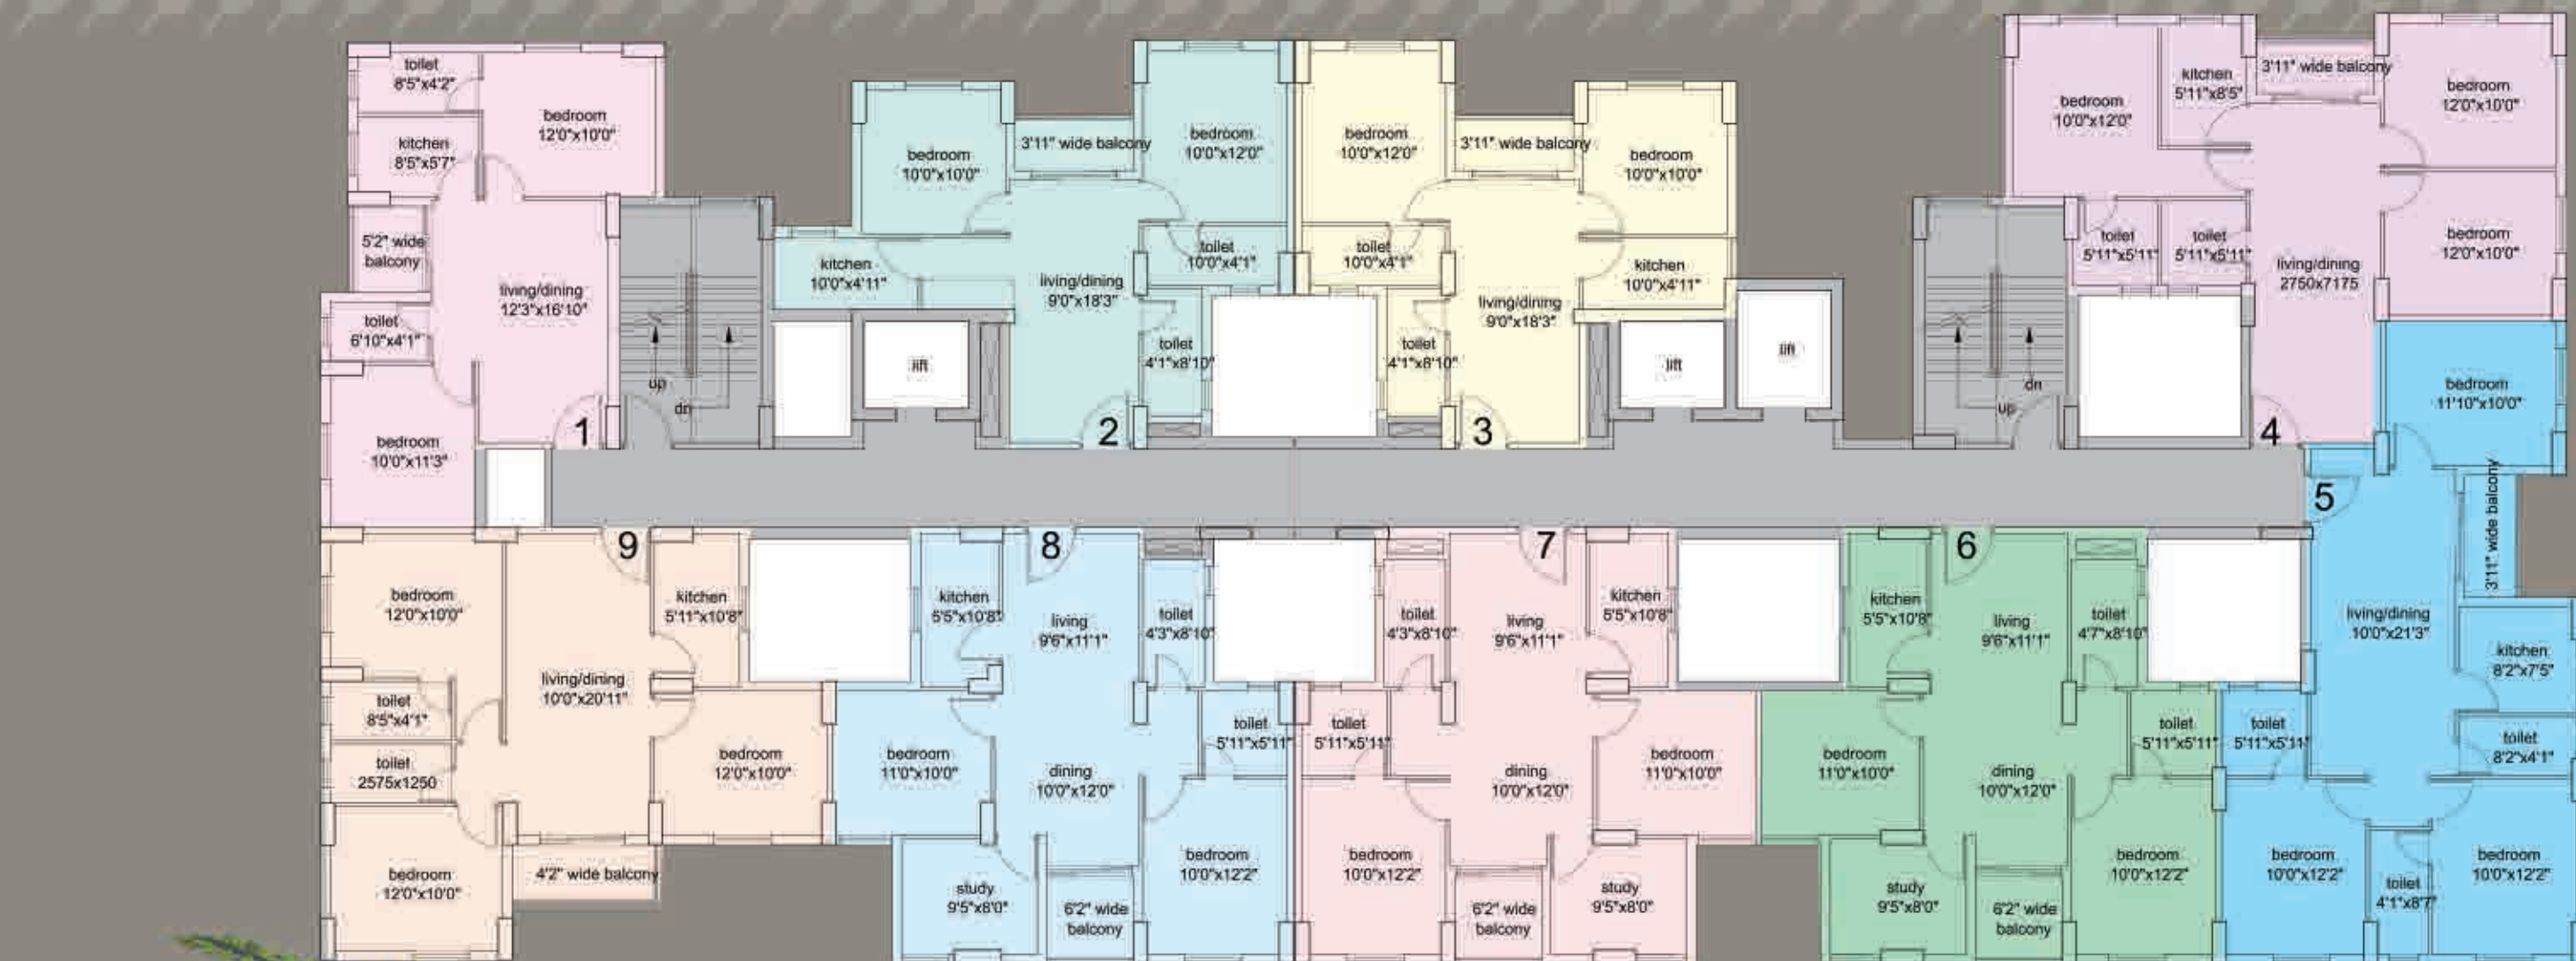 toilet
8'5"x4'2"
bedroom
12'0"x10'0"
kitchen
8'5"x5'7"
5'2" wide
balcony
living/dining
12'3"x16'10"
toilet
6'10"x4'1"
bedroom
10'0"x11'3"
1
up
dn
bedroom
10'0"x10'0"
3'11" wide balcony
bedroom
10'0"x12'0"
kitchen
10'0"x4'11"
living/dining
9'0"x18'3"
toilet
10'0"x4'1"
toilet
4'1"x8'10"
lift
2
bedroom
10'0"x12'0"
3'11" wide balcony
bedroom
10'0"x10'0"
toilet
10'0"x4'1"
kitchen
10'0"x4'11"
living/dining
9'0"x18'3"
toilet
4'1"x8'10"
lift
lift
3
bedroom
10'0"x12'0"
kitchen
5'11"x8'5"
3'11" wide balcony
bedroom
12'0"x10'0"
toilet
5'11"x5'11"
toilet
5'11"x5'11"
living/dining
2750x7175
bedroom
12'0"x10'0"
dn
up
4
bedroom
11'10"x10'0"
5
3'11" wide balcony
living/dining
10'0"x21'3"
kitchen
8'2"x7'5"
toilet
5'11"x5'11"
toilet
8'2"x4'1"
bedroom
10'0"x12'2"
toilet
4'1"x8'7"
bedroom
10'0"x12'2"
9
bedroom
12'0"x10'0"
kitchen
5'11"x10'8"
living/dining
10'0"x20'11"
toilet
8'5"x4'1"
toilet
2575x1250
bedroom
12'0"x10'0"
bedroom
12'0"x10'0"
4'2" wide balcony
8
kitchen
5'5"x10'8"
living
9'6"x11'1"
toilet
4'3"x8'10"
bedroom
11'0"x10'0"
dining
10'0"x12'0"
toilet
5'11"x5'11"
study
9'5"x8'0"
6'2" wide
balcony
bedroom
10'0"x12'2"
7
toilet
4'3"x8'10"
living
9'6"x11'1"
kitchen
5'5"x10'8"
toilet
5'11"x5'11"
dining
10'0"x12'0"
bedroom
11'0"x10'0"
bedroom
10'0"x12'2"
6'2" wide
balcony
study
9'5"x8'0"
6
kitchen
5'5"x10'8"
living
9'6"x11'1"
toilet
4'7"x8'10"
bedroom
11'0"x10'0"
dining
10'0"x12'0"
toilet
5'11"x5'11"
study
9'5"x8'0"
6'2" wide
balcony
bedroom
10'0"x12'2"